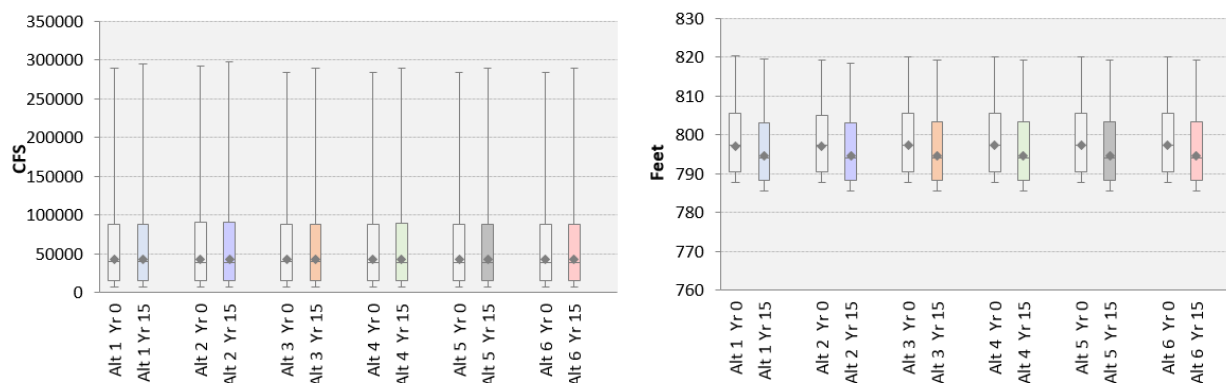 350000
300000
250000
200000
150000
100000
50000
0
CFS
Alt 1 Yr 0
Alt 1 Yr 15
Alt 2 Yr 0
Alt 2 Yr 15
Alt 3 Yr 0
Alt 3 Yr 15
Alt 4 Yr 0
Alt 4 Yr 15
Alt 5 Yr 0
Alt 5 Yr 15
Alt 6 Yr 0
Alt 6 Yr 15
830
820
810
800
790
780
770
760
Feet
Alt 1 Yr 0
Alt 1 Yr 15
Alt 2 Yr 0
Alt 2 Yr 15
Alt 3 Yr 0
Alt 3 Yr 15
Alt 4 Yr 0
Alt 4 Yr 15
Alt 5 Yr 0
Alt 5 Yr 15
Alt 6 Yr 0
Alt 6 Yr 15